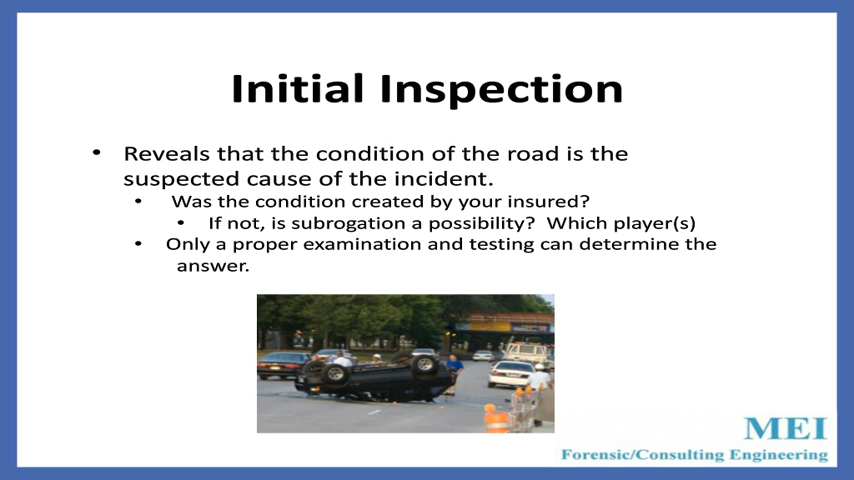 Initial Inspection
• Reveals that the condition of the road is the
suspected cause of the incident.
• Was the condition created by your insured?
• If not, is subrogation a possibility? Which player(s)
• Only a proper examination and testing can determine the
answer.
MEI
Forensic/Consulting Engineering